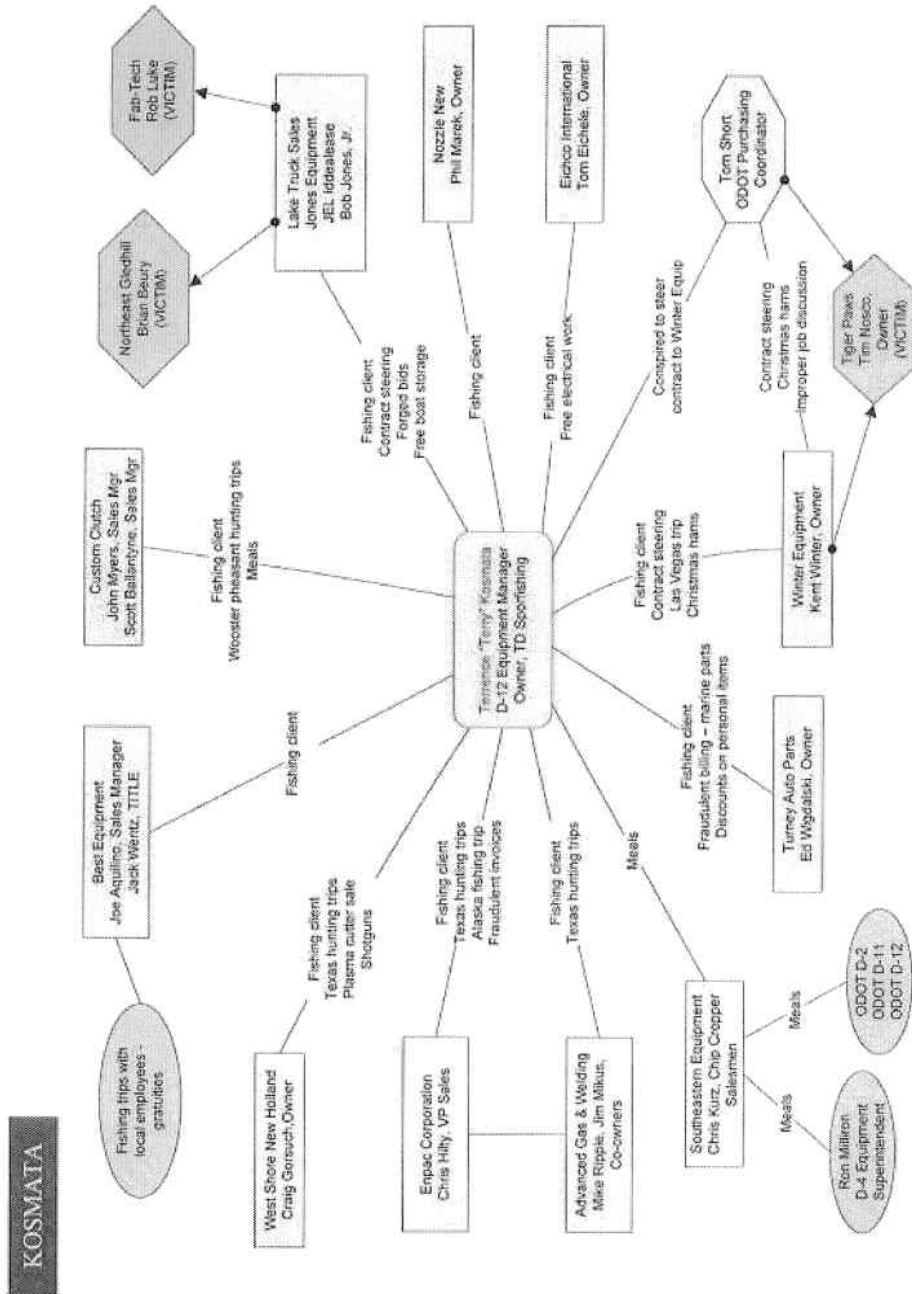 KOSMATA
Fishing trips with
local employees -
gratuities
Best Equipment
Joe Aquilino, Sales Manager
Jack Wentz, TITLE
Fishing client
Custom Clutch
John Myers, Sales Mgr
Scott Ballantyne, Sales Mgr
Fishing client
Wooster pheasant hunting trips
Meals
Northeast Gledhill
Brian Beury
(VICTIM)
Fab-Tech
Rob Luke
(VICTIM)
Lake Truck Sales
Jones Equipment
JEL Iddealease
Bob Jones, Jr.
Fishing client
Contract steering
Forged bids
Free boat storage
West Shore New Holland
Craig Gorsuch,Owner
Fishing client
Texas hunting trips
Plasma cutter sale
Shotguns
Nozzle New
Phil Marek, Owner
Fishing client
Enpac Corporation
Chris Hilty, VP Sales
Fishing client
Texas hunting trips
Alaska fishing trip
Fraudulent invoices
Terrence "Terry" Kosmata
D-12 Equipment Manager
Owner, TD Sporfishing
Eichco International
Tom Eichele, Owner
Fishing client
Free electrical work
Advanced Gas & Welding
Mike Ripple, Jim Mikus,
Co-owners
Fishing client
Texas hunting trips
Southeastern Equipment
Chris Kurz, Chip Cropper
Salesmen
Meals
Meals
Meals
Ron Milliron
D-4 Equipment
Superintendent
ODOT D-2
ODOT D-11
ODOT D-12
Fishing client
Fraudulent billing – marine parts
Discounts on personal items
Turney Auto Parts
Ed Wigdalski, Owner
Fishing client
Contract steering
Las Vegas trip
Christmas hams
Winter Equipment
Kent Winter, Owner
Conspired to steer
contract to Winter Equip
Tom Short
ODOT Purchasing
Coordinator
Contract steering
Christmas hams
Improper job discussion
Tiger Paws
Tim Nosco,
Owner
(VICTIM)